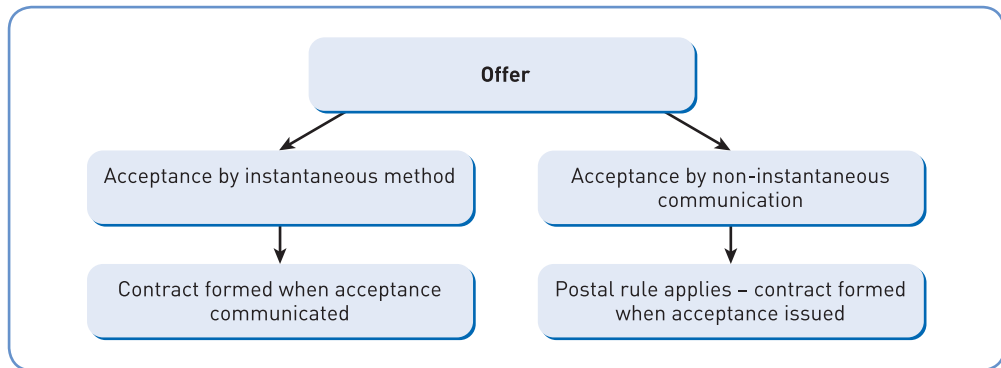 Offer
Acceptance by instantaneous method
Acceptance by non-instantaneous
communication
Contract formed when acceptance
communicated
Postal rule applies – contract formed
when acceptance issued